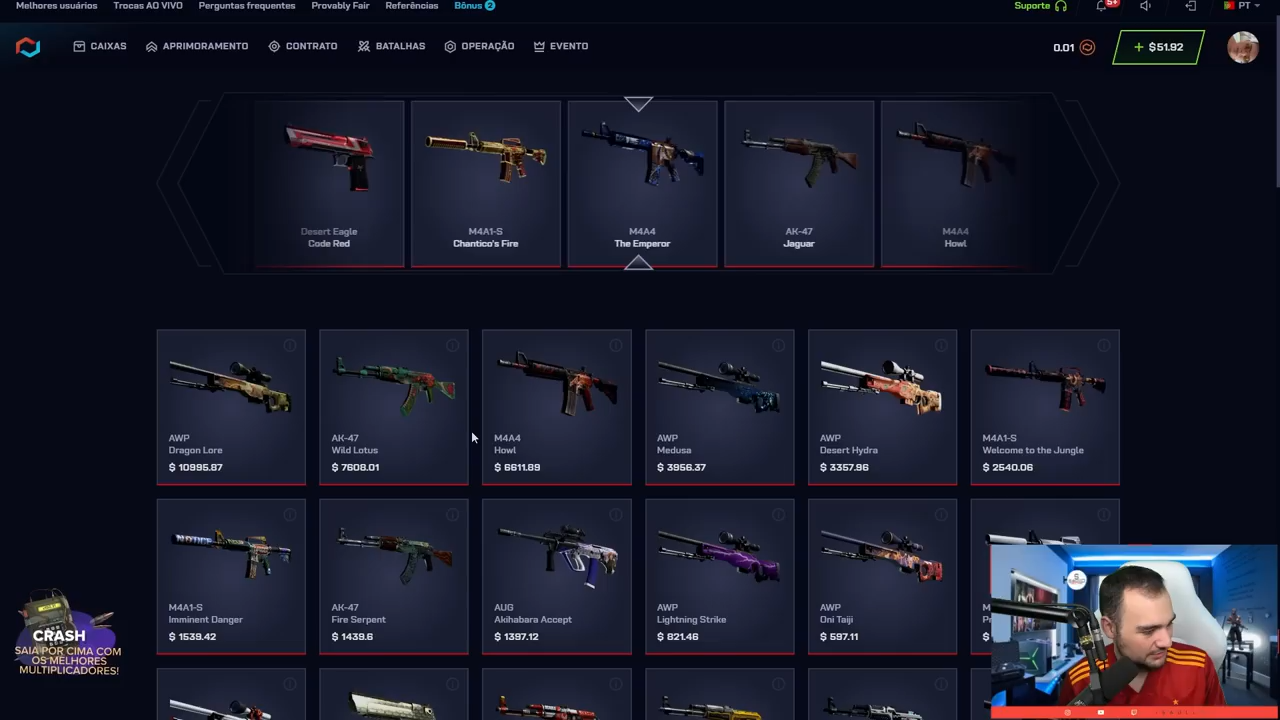 Melhores usuários Trocas AO VIVO Perguntas frequentes Provably Fair Referências Bônus 2 Suporte 5+ PT
CAIXAS APRIMORAMENTO CONTRATO BATALHAS OPERAÇÃO EVENTO 0.01 + $51.92
Desert Eagle M4A1-S M4A4 AK-47 M4A4
Code Red Chantico's Fire The Emperor Jaguar Howl
AWP AK-47 M4A4 AWP AWP M4A1-S
Dragon Lore Wild Lotus Howl Medusa Desert Hydra Welcome to the Jungle
$ 10995.87 $ 7608.01 $ 6611.89 $ 3956.37 $ 3357.96 $ 2540.06
M4A1-S AK-47 AUG AWP AWP
Imminent Danger Fire Serpent Akihabara Accept Lightning Strike Oni Taiji
$ 1539.42 $ 1439.6 $ 1397.12 $ 821.46 $ 597.11 $
CRASH
SAIA POR CIMA COM
OS MELHORES
MULTIPLICADORES!